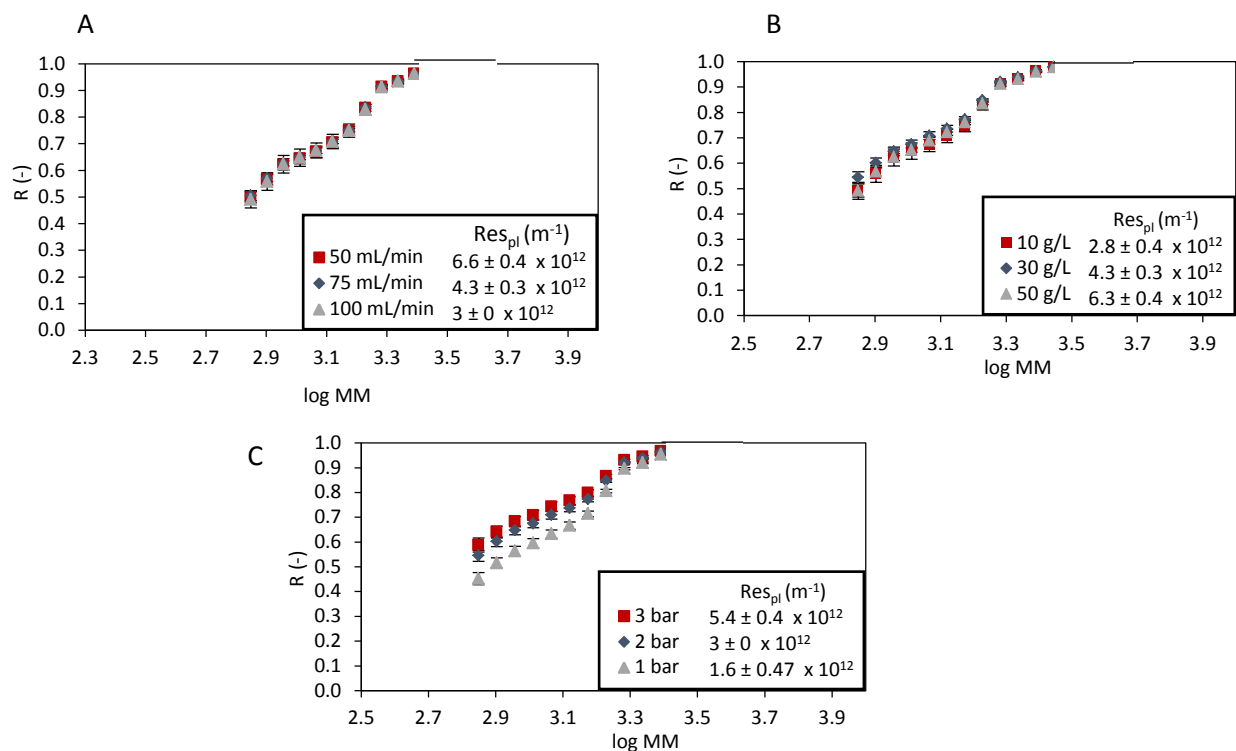 A
R (-)
1.0
0.9
0.8
0.7
0.6
0.5
0.4
0.3
0.2
0.1
0.0
2.3 2.5 2.7 2.9 3.1 3.3 3.5 3.7 3.9
log MM
Respl (m-1)
50 mL/min 6.6 ± 0.4 x 10¹²
75 mL/min 4.3 ± 0.3 x 10¹²
100 mL/min 3 ± 0 x 10¹²
B
R (-)
1.0
0.9
0.8
0.7
0.6
0.5
0.4
0.3
0.2
0.1
0.0
2.5 2.7 2.9 3.1 3.3 3.5 3.7 3.9
log MM
Respl (m-1)
10 g/L 2.8 ± 0.4 x 10¹²
30 g/L 4.3 ± 0.3 x 10¹²
50 g/L 6.3 ± 0.4 x 10¹²
C
R (-)
1.0
0.9
0.8
0.7
0.6
0.5
0.4
0.3
0.2
0.1
0.0
2.5 2.7 2.9 3.1 3.3 3.5 3.7 3.9
log MM
Respl (m-1)
3 bar 5.4 ± 0.4 x 10¹²
2 bar 3 ± 0 x 10¹²
1 bar 1.6 ± 0.47 x 10¹²